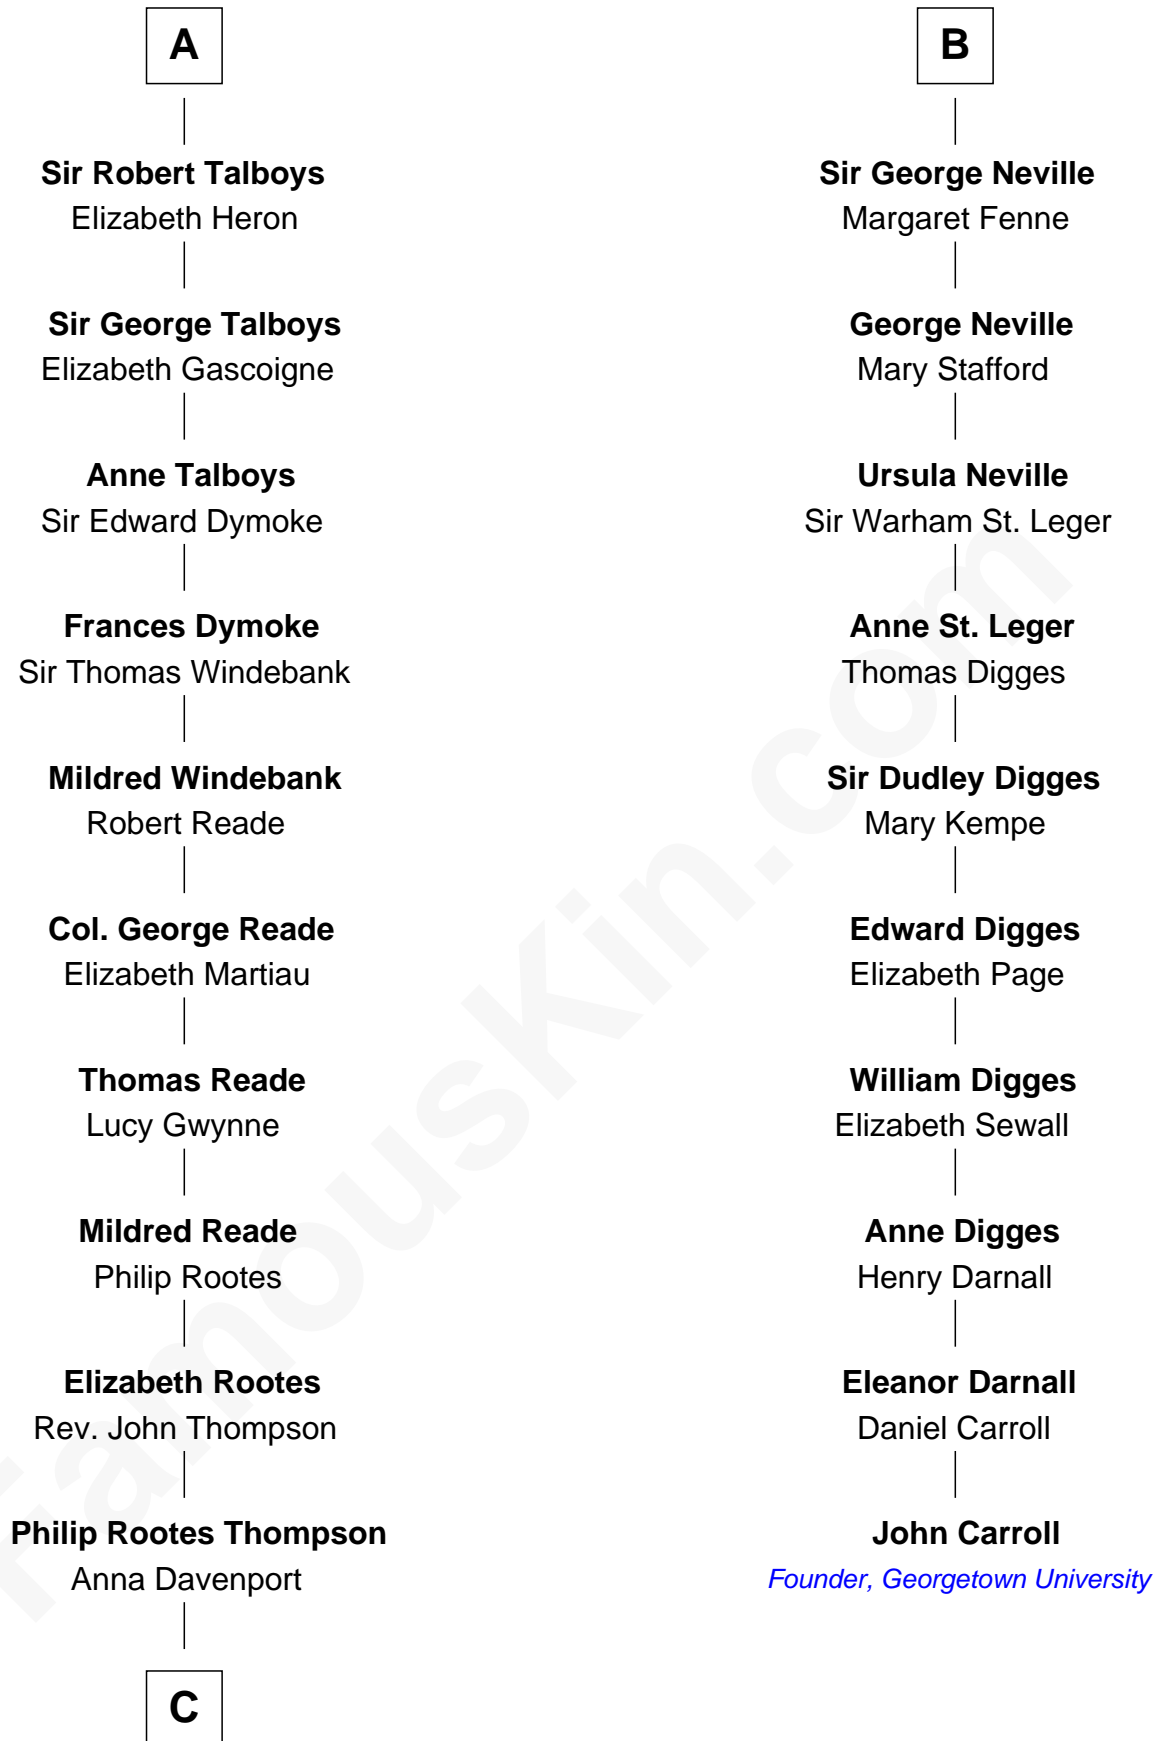 A
Sir Robert Talboys
Elizabeth Heron
Sir George Talboys
Elizabeth Gascoigne
Anne Talboys
Sir Edward Dymoke
Frances Dymoke
Sir Thomas Windebank
Mildred Windebank
Robert Reade
Col. George Reade
Elizabeth Martiau
Thomas Reade
Lucy Gwynne
Mildred Reade
Philip Rootes
Elizabeth Rootes
Rev. John Thompson
Philip Rootes Thompson
Anna Davenport
C
B
Sir George Neville
Margaret Fenne
George Neville
Mary Stafford
Ursula Neville
Sir Warham St. Leger
Anne St. Leger
Thomas Digges
Sir Dudley Digges
Mary Kempe
Edward Digges
Elizabeth Page
William Digges
Elizabeth Sewall
Anne Digges
Henry Darnall
Eleanor Darnall
Daniel Carroll
John Carroll
Founder, Georgetown University
FamousKin.com